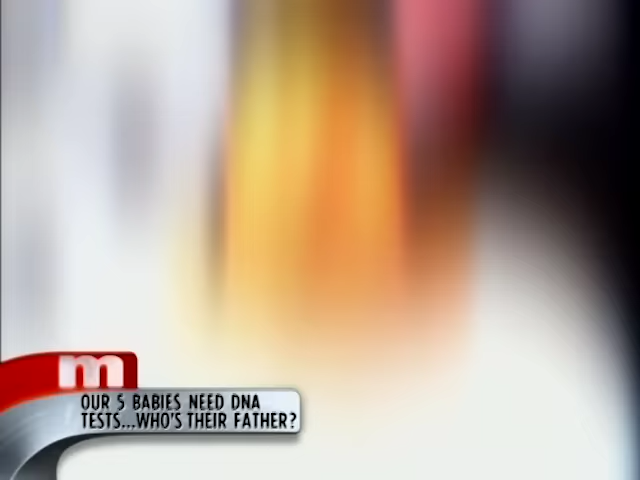 m
OUR 5 BABIES NEED DNA
TESTS...WHO'S THEIR FATHER?